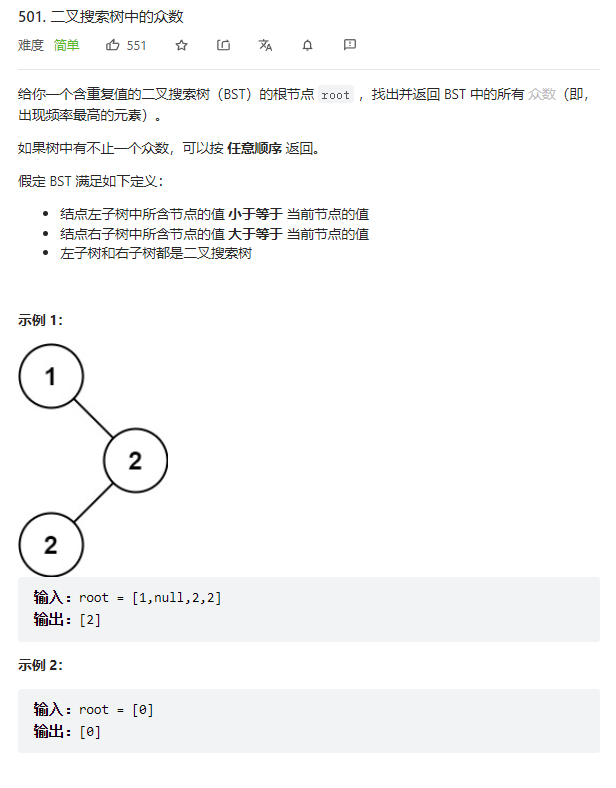 501. 二叉搜索树中的众数
难度 简单 551
给你一个含重复值的二叉搜索树（BST）的根节点 root ，找出并返回 BST 中的所有 众数（即，
出现频率最高的元素）。
如果树中有不止一个众数，可以按 任意顺序 返回。
假定 BST 满足如下定义：
• 结点左子树中所含节点的值 小于等于 当前节点的值
• 结点右子树中所含节点的值 大于等于 当前节点的值
• 左子树和右子树都是二叉搜索树
示例 1：
1
2
2
输入：root = [1,null,2,2]
输出：[2]
示例 2：
输入：root = [0]
输出：[0]